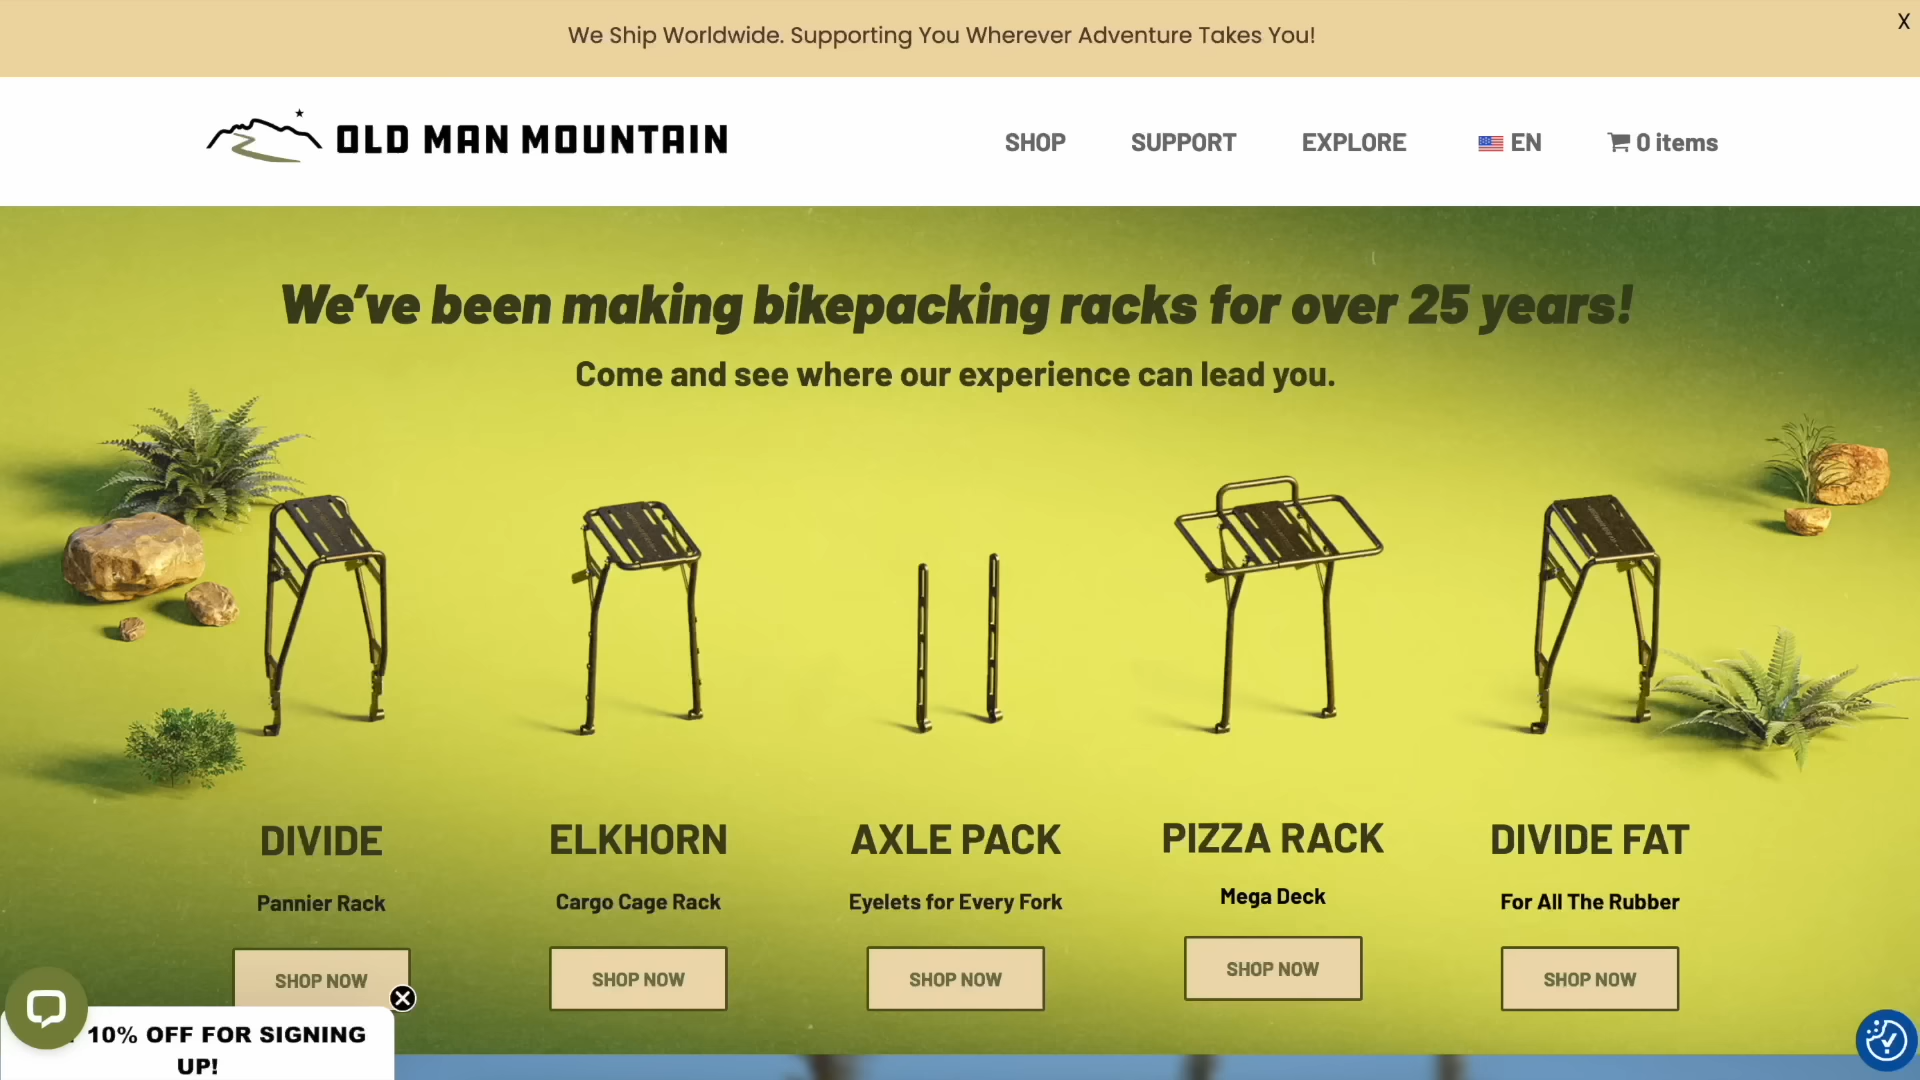 We Ship Worldwide. Supporting You Wherever Adventure Takes You!
X
OLD MAN MOUNTAIN
SHOP
SUPPORT
EXPLORE
EN
0 items
We've been making bikepacking racks for over 25 years!
Come and see where our experience can lead you.
DIVIDE
Pannier Rack
SHOP NOW
ELKHORN
Cargo Cage Rack
SHOP NOW
AXLE PACK
Eyelets for Every Fork
SHOP NOW
PIZZA RACK
Mega Deck
SHOP NOW
DIVIDE FAT
For All The Rubber
SHOP NOW
10% OFF FOR SIGNING
UP!